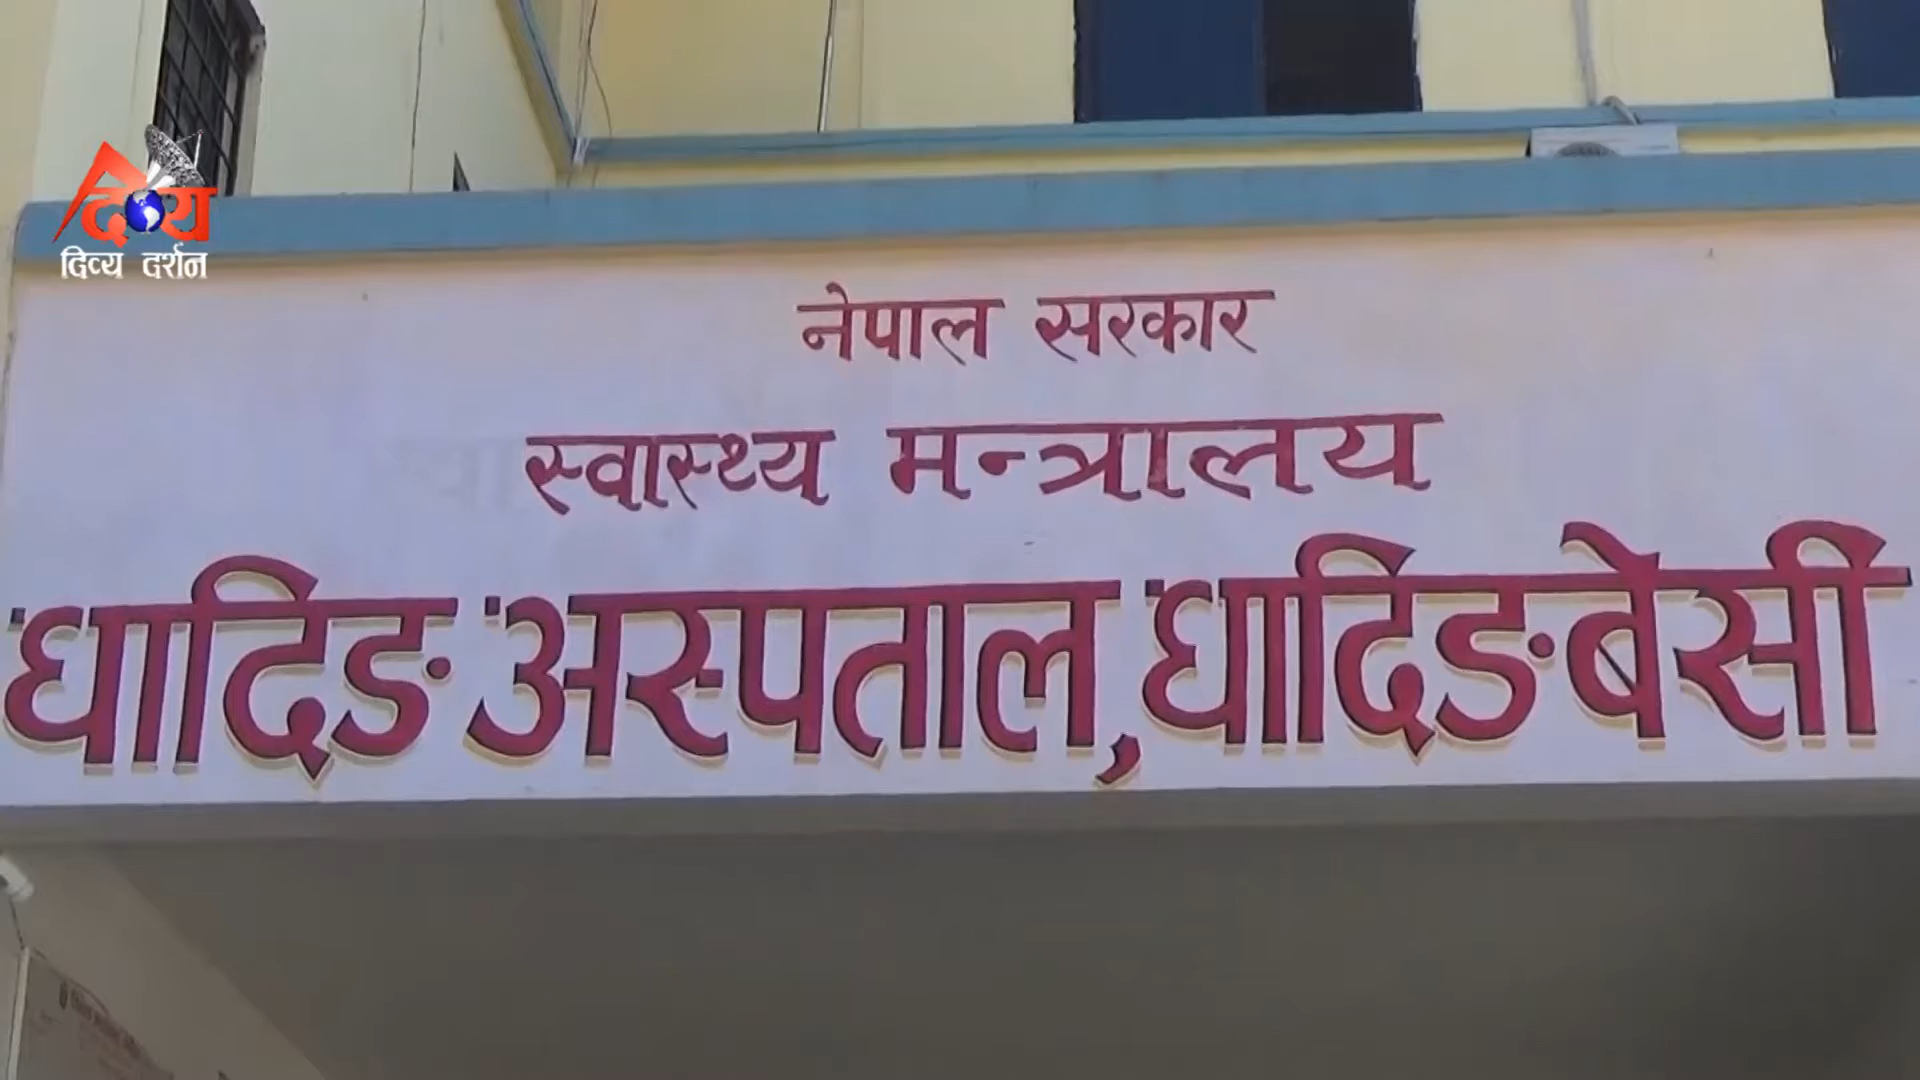 दिव्य
दिव्य दर्शन
नेपाल सरकार
स्वास्थ्य मन्त्रालय
धादिङ अस्पताल, धादिङबेसी